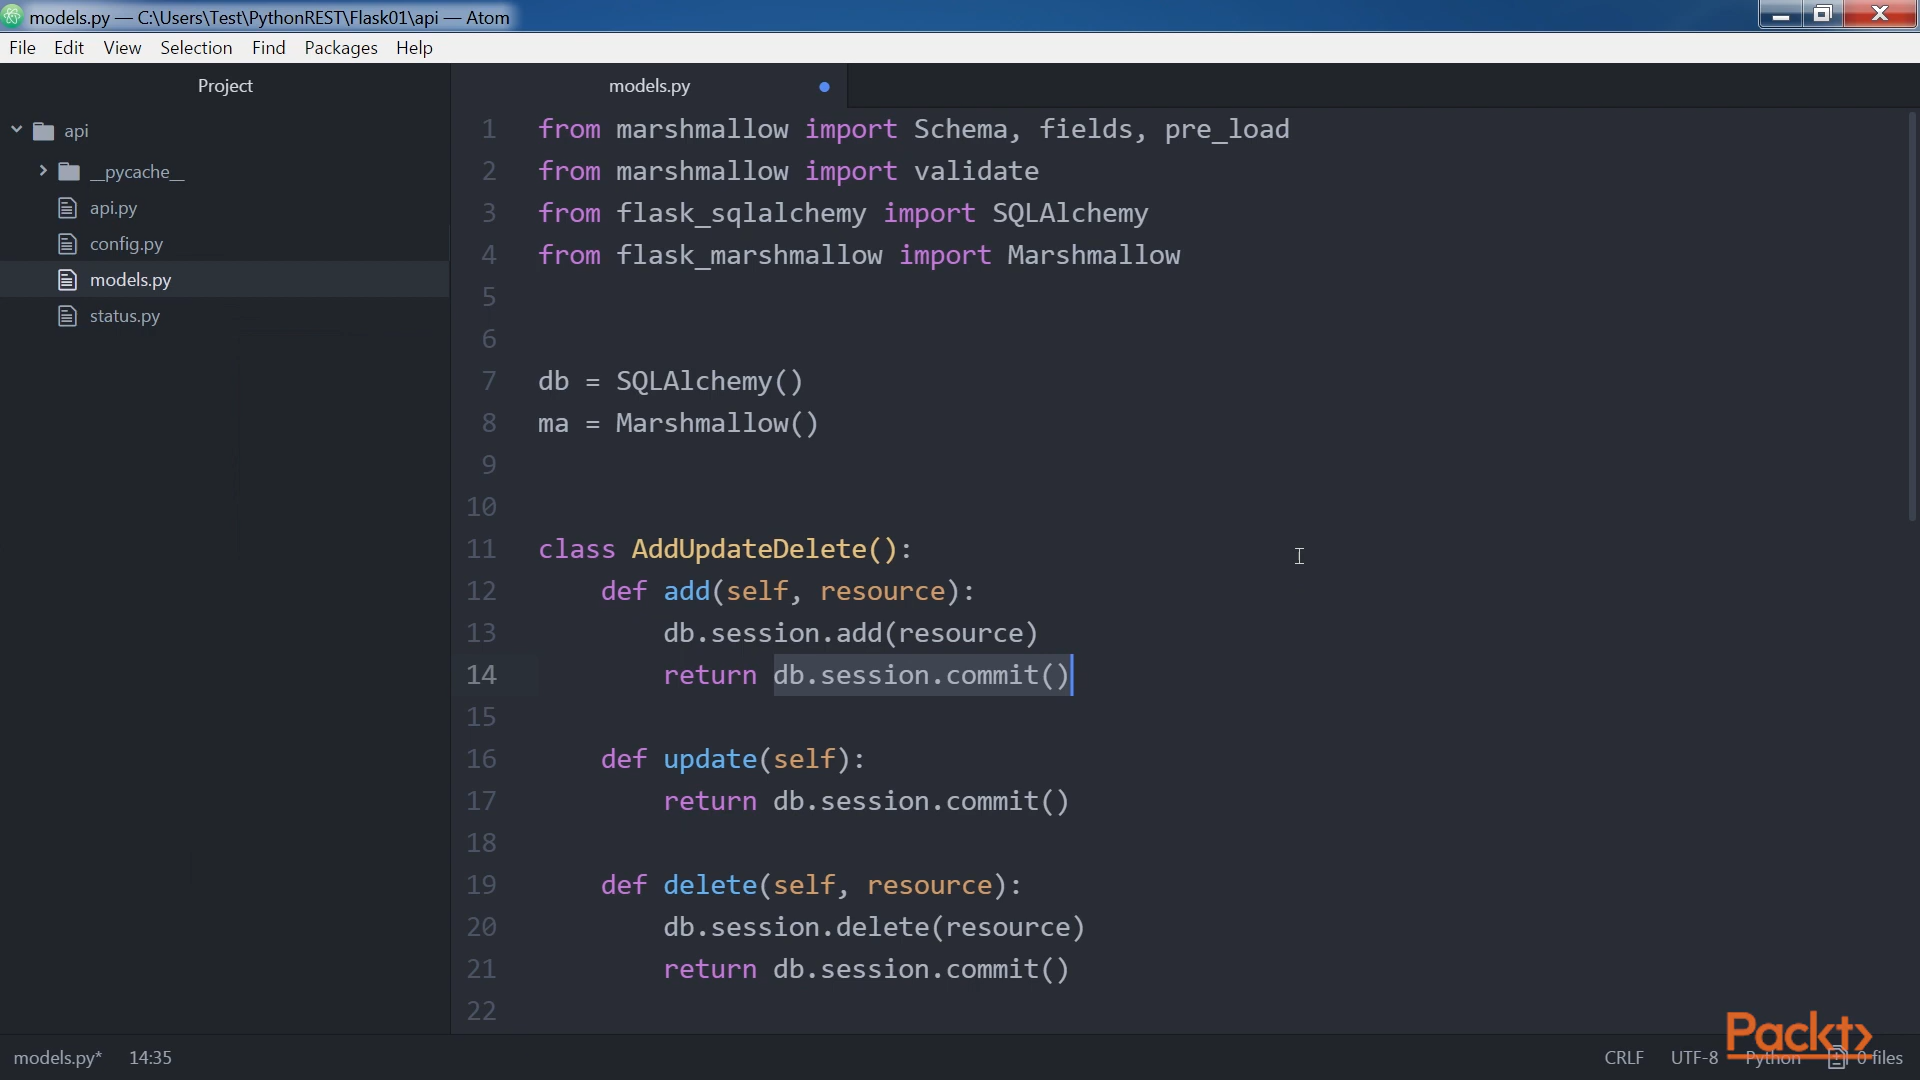 models.py — C:\Users\Test\PythonREST\Flask01\api — Atom
File Edit View Selection Find Packages Help
Project
models.py
api
__pycache__
api.py
config.py
models.py
status.py
1 from marshmallow import Schema, fields, pre_load
2 from marshmallow import validate
3 from flask_sqlalchemy import SQLAlchemy
4 from flask_marshmallow import Marshmallow
5
6
7 db = SQLAlchemy()
8 ma = Marshmallow()
9
10
11 class AddUpdateDelete():
12     def add(self, resource):
13         db.session.add(resource)
14         return db.session.commit()
15
16     def update(self):
17         return db.session.commit()
18
19     def delete(self, resource):
20         db.session.delete(resource)
21         return db.session.commit()
22
Packt>
models.py* 14:35 CRLF UTF-8 Python 0 files